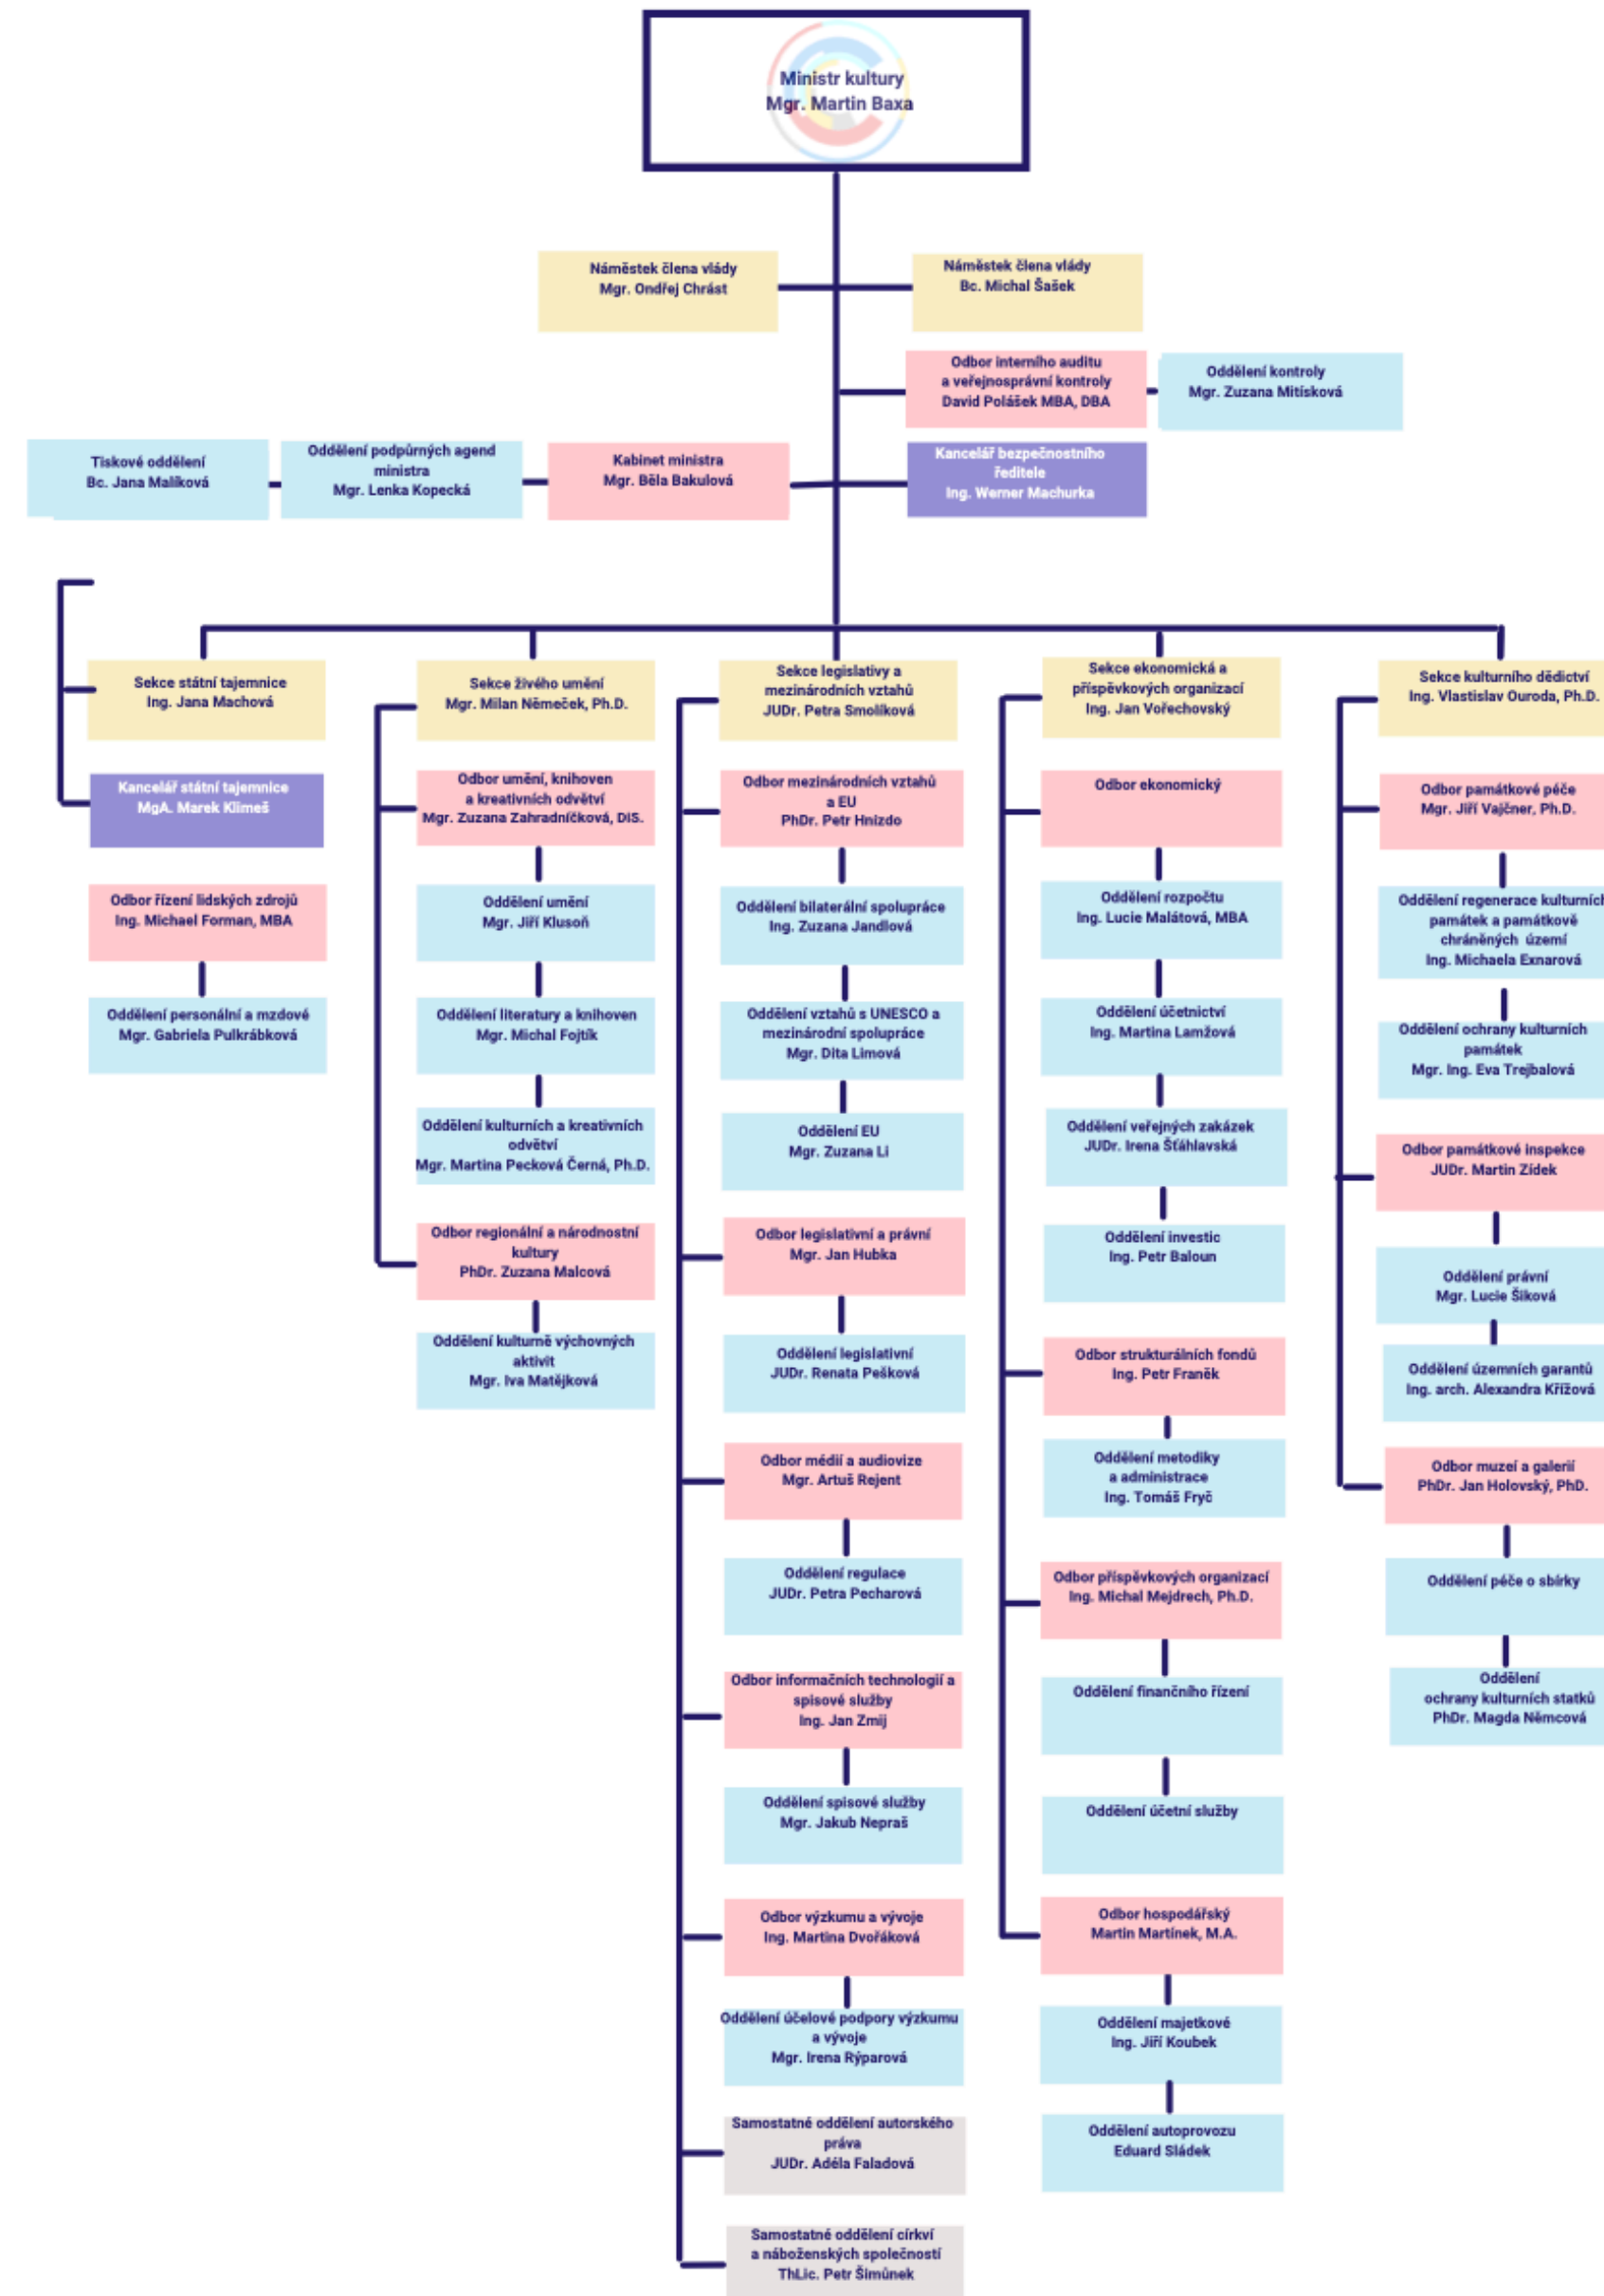 Ministr kultury
Mgr. Martin Baxa
Náměstek člena vlády
Mgr. Ondřej Chrást
Náměstek člena vlády
Bc. Michal Šašek
Odbor interního auditu
a veřejnosprávní kontroly
David Polášek MBA, DBA
Oddělení kontroly
Mgr. Zuzana Mitísková
Tiskové oddělení
Bc. Jana Malíková
Oddělení podpůrných agend
ministra
Mgr. Lenka Kopecká
Kabinet ministra
Mgr. Běla Bakulová
Kancelář bezpečnostního
ředitele
Ing. Werner Machurka
Sekce státní tajemnice
Ing. Jana Machová
Kancelář státní tajemnice
MgA. Marek Klimeš
Odbor řízení lidských zdrojů
Ing. Michael Forman, MBA
Oddělení personální a mzdové
Mgr. Gabriela Pulkrábková
Sekce živého umění
Mgr. Milan Němeček, Ph.D.
Odbor umění, knihoven
a kreativních odvětví
Mgr. Zuzana Zahradníčková, DiS.
Oddělení umění
Mgr. Jiří Klusoň
Oddělení literatury a knihoven
Mgr. Michal Fojtík
Oddělení kulturních a kreativních
odvětví
Mgr. Martina Pecková Černá, Ph.D.
Odbor regionální a národnostní
kultury
PhDr. Zuzana Malcová
Oddělení kulturně výchovných
aktivit
Mgr. Iva Matějková
Sekce legislativy a
mezinárodních vztahů
JUDr. Petra Smolíková
Odbor mezinárodních vztahů
a EU
PhDr. Petr Hnízdo
Oddělení bilaterální spolupráce
Ing. Zuzana Jandlová
Oddělení vztahů s UNESCO a
mezinárodní spolupráce
Mgr. Dita Limová
Oddělení EU
Mgr. Zuzana Li
Odbor legislativní a právní
Mgr. Jan Hubka
Oddělení legislativní
JUDr. Renata Pešková
Odbor médií a audiovize
Mgr. Artuš Rejent
Oddělení regulace
JUDr. Petra Pecharová
Odbor informačních technologií a
spisové služby
Ing. Jan Zmij
Oddělení spisové služby
Mgr. Jakub Nepraš
Odbor výzkumu a vývoje
Ing. Martina Dvořáková
Oddělení účelové podpory výzkumu
a vývoje
Mgr. Irena Rýparová
Samostatné oddělení autorského
práva
JUDr. Adéla Faladová
Samostatné oddělení církví
a náboženských společností
ThLic. Petr Šimůnek
Sekce ekonomická a
příspěvkových organizací
Ing. Jan Vořechovský
Odbor ekonomický
Oddělení rozpočtu
Ing. Lucie Malátová, MBA
Oddělení účetnictví
Ing. Martina Lamžová
Oddělení veřejných zakázek
JUDr. Irena Šťáhlavská
Oddělení investic
Ing. Petr Baloun
Odbor strukturálních fondů
Ing. Petr Franěk
Oddělení metodiky
a administrace
Ing. Tomáš Fryč
Odbor příspěvkových organizací
Ing. Michal Mejdrech, Ph.D.
Oddělení finančního řízení
Oddělení účetní služby
Odbor hospodářský
Martin Martínek, M.A.
Oddělení majetkové
Ing. Jiří Koubek
Oddělení autoprovozu
Eduard Sládek
Sekce kulturního dědictví
Ing. Vlastislav Ouroda, Ph.D.
Odbor památkové péče
Mgr. Jiří Vajčner, Ph.D.
Oddělení regenerace kulturních
památek a památkově
chráněných území
Ing. Michaela Exnarová
Oddělení ochrany kulturních
památek
Mgr. Ing. Eva Trejbalová
Odbor památkové inspekce
JUDr. Martin Zídek
Oddělení právní
Mgr. Lucie Šiková
Oddělení územních garantů
Ing. arch. Alexandra Křížová
Odbor muzeí a galerií
PhDr. Jan Holovský, PhD.
Oddělení péče o sbírky
Oddělení
ochrany kulturních statků
PhDr. Magda Němcová